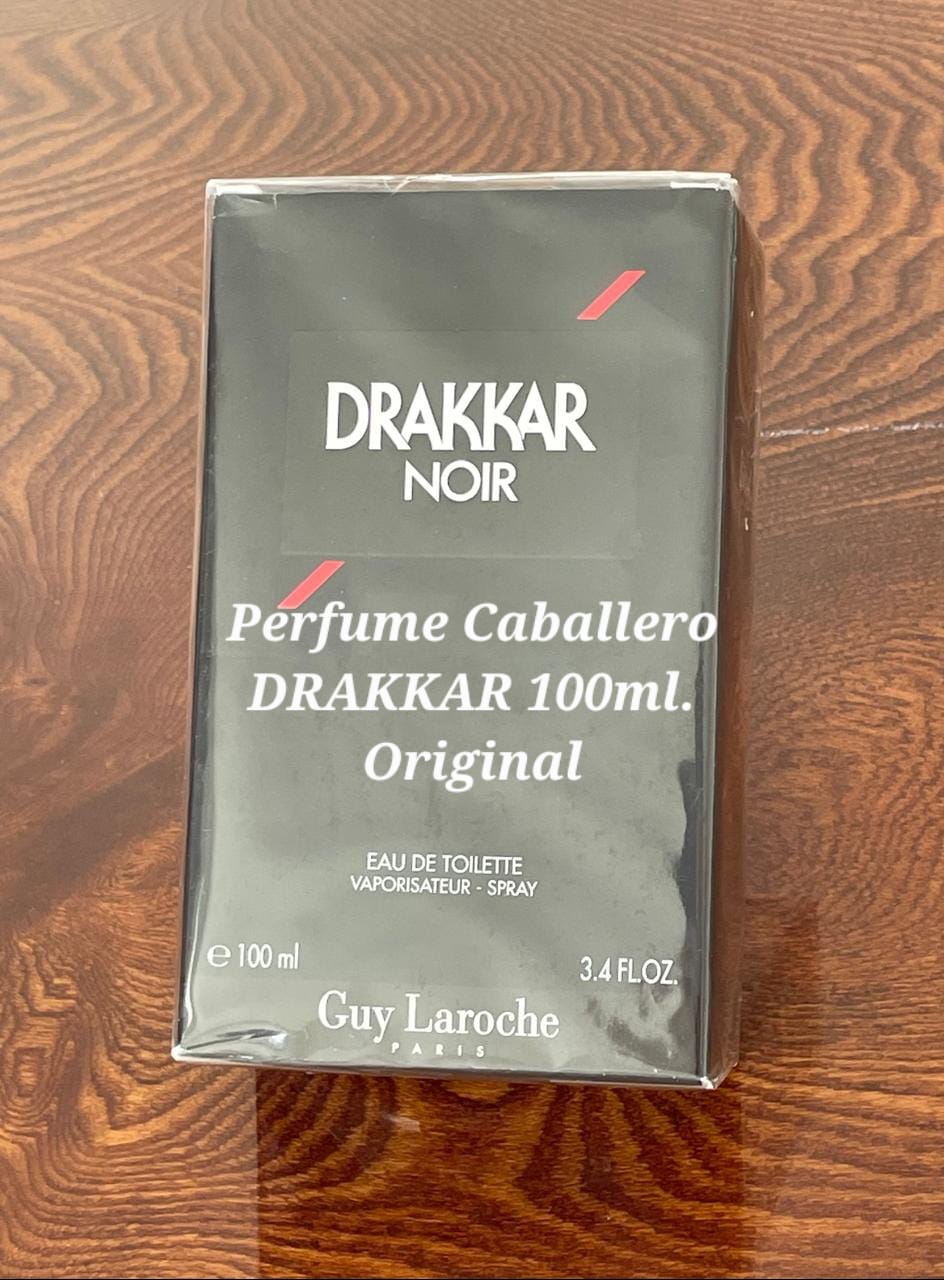 DRAKKAR
NOIR
Perfume Caballero
DRAKKAR 100ml.
Original
EAU DE TOILETTE
VAPORISATEUR - SPRAY
℮ 100 ml
3.4 FL.OZ.
Guy Laroche
PARIS